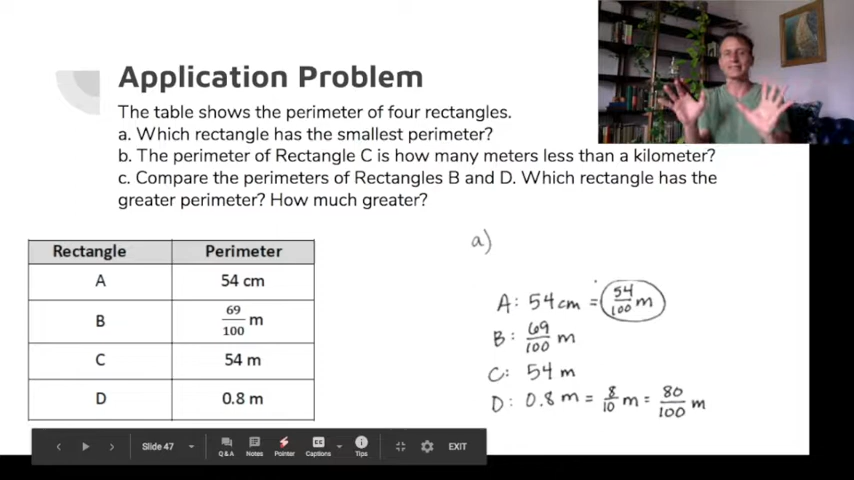 Application Problem
The table shows the perimeter of four rectangles.
a. Which rectangle has the smallest perimeter?
b. The perimeter of Rectangle C is how many meters less than a kilometer?
c. Compare the perimeters of Rectangles B and D. Which rectangle has the
greater perimeter? How much greater?
Rectangle Perimeter
A 54 cm
B 69/100 m
C 54 m
D 0.8 m
a)
A: 54 cm = 54/100 m
B: 69/100 m
C: 54 m
D: 0.8 m = 8/10 m = 80/100 m
Slide 47
Q&A Notes Pointer Captions Tips
EXIT